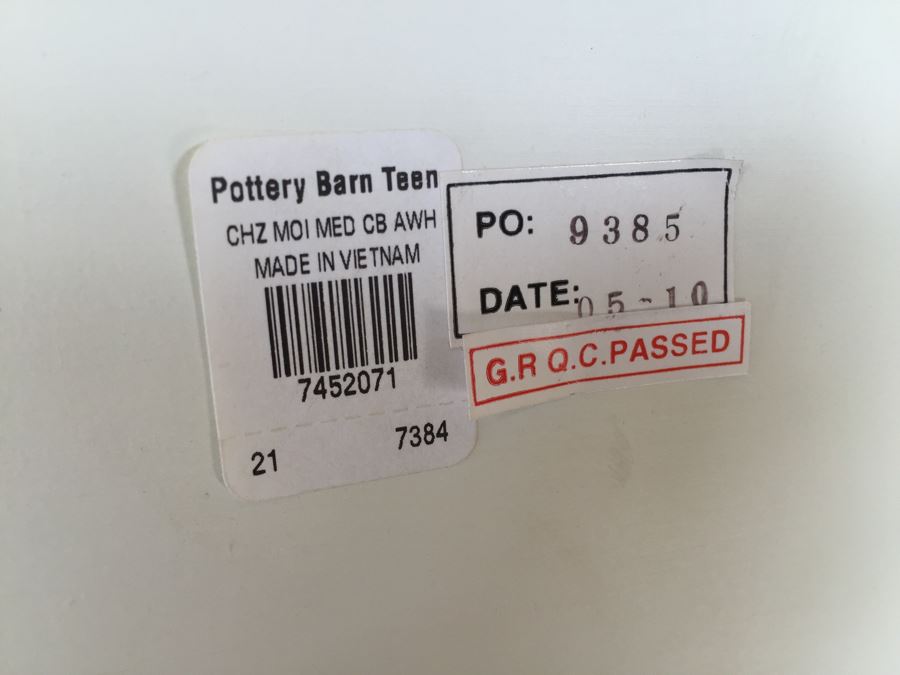 Pottery Barn Teen
CHZ MOI MED CB AWH
MADE IN VIETNAM
7452071
21 7384
PO: 9385
DATE: 05-10
G.R Q.C.PASSED